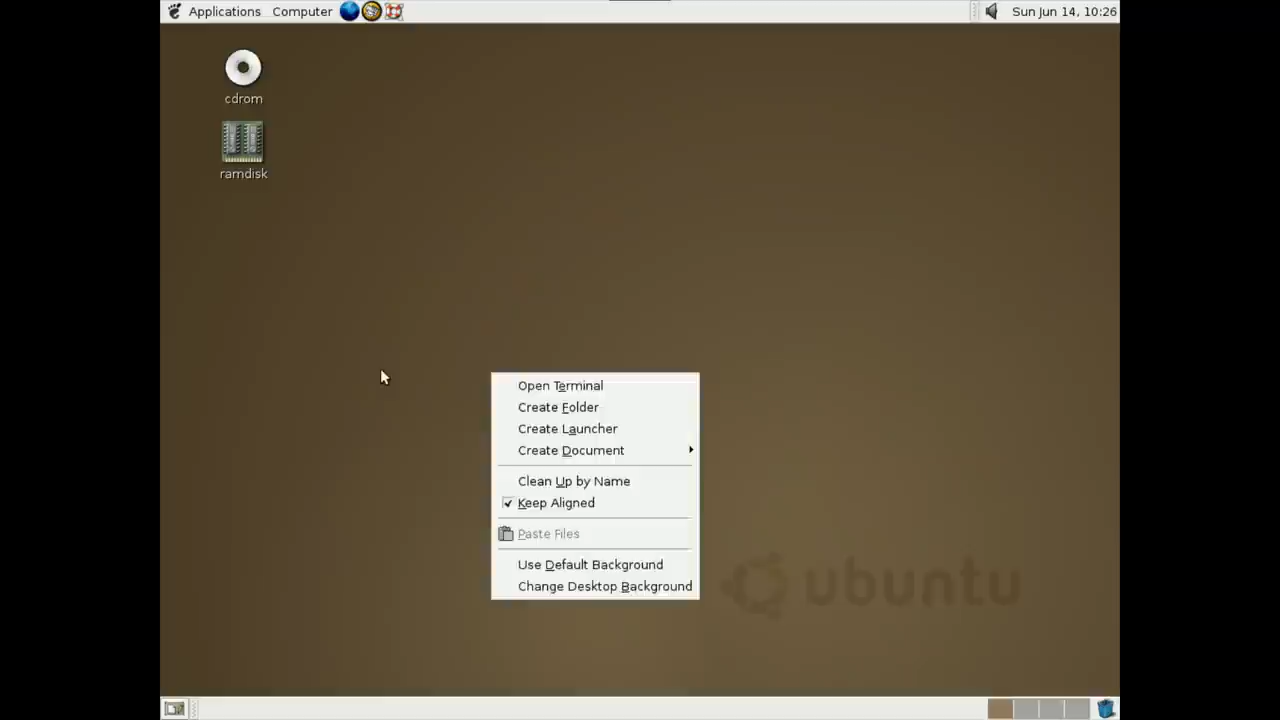 Applications Computer Sun Jun 14, 10:26
cdrom
ramdisk
Open Terminal
Create Folder
Create Launcher
Create Document
Clean Up by Name
Keep Aligned
Paste Files
Use Default Background
Change Desktop Background
ubuntu